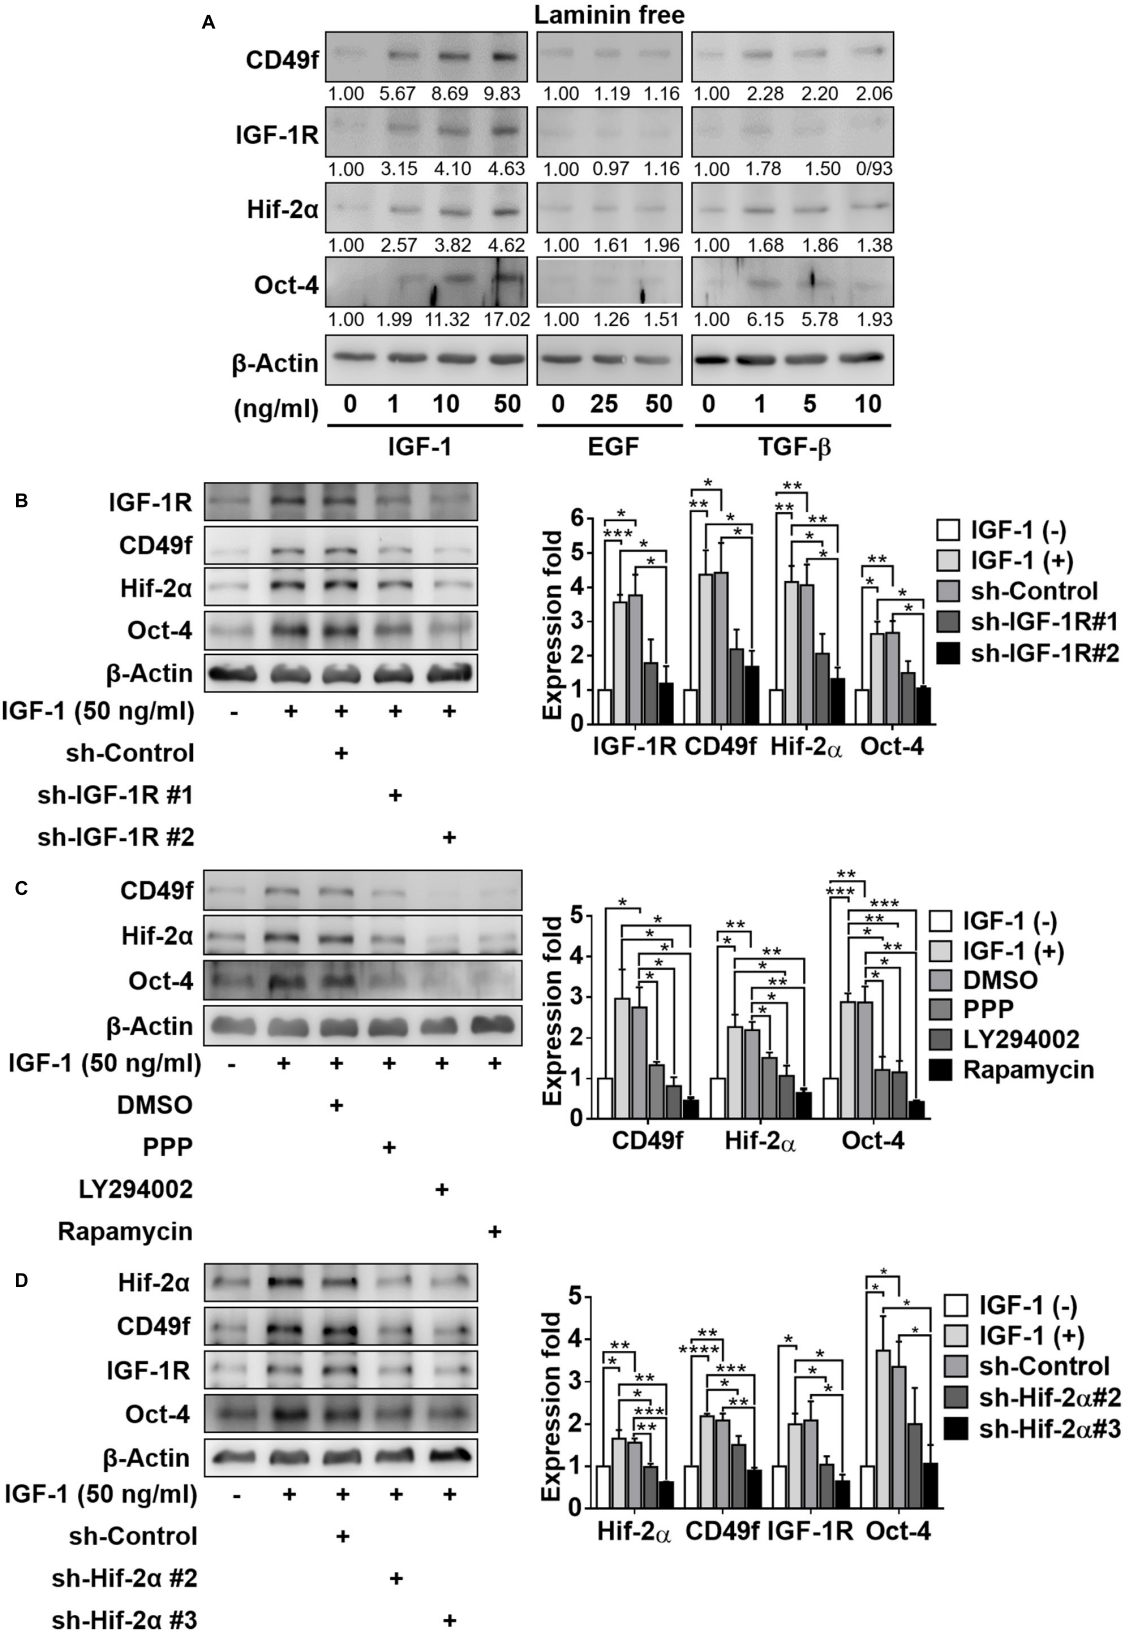 Laminin free
A
CD49f
1.00 5.67 8.69 9.83 1.00 1.19 1.16 1.00 2.28 2.20 2.06
IGF-1R
1.00 3.15 4.10 4.63 1.00 0.97 1.16 1.00 1.78 1.50 0/93
Hif-2α
1.00 2.57 3.82 4.62 1.00 1.61 1.96 1.00 1.68 1.86 1.38
Oct-4
1.00 1.99 11.32 17.02 1.00 1.26 1.51 1.00 6.15 5.78 1.93
β-Actin
(ng/ml) 0 1 10 50 0 25 50 0 1 5 10
IGF-1 EGF TGF-β
B
IGF-1R
CD49f
Hif-2α
Oct-4
β-Actin
IGF-1 (50 ng/ml) - + + + +
sh-Control +
sh-IGF-1R #1 +
sh-IGF-1R #2 +
Expression fold
6
5
4
3
2
1
0
*** * * *
** * * *
** ** * ** *
* ** * *
IGF-1R CD49f Hif-2α Oct-4
IGF-1 (-)
IGF-1 (+)
sh-Control
sh-IGF-1R#1
sh-IGF-1R#2
C
CD49f
Hif-2α
Oct-4
β-Actin
IGF-1 (50 ng/ml) - + + + + +
DMSO +
PPP +
LY294002 +
Rapamycin +
Expression fold
5
4
3
2
1
0
* * * * * *
** * ** * ** * *
** *** *** ** * ** * *
CD49f Hif-2α Oct-4
IGF-1 (-)
IGF-1 (+)
DMSO
PPP
LY294002
Rapamycin
D
Hif-2α
CD49f
IGF-1R
Oct-4
β-Actin
IGF-1 (50 ng/ml) - + + + +
sh-Control +
sh-Hif-2α #2 +
sh-Hif-2α #3 +
Expression fold
5
4
3
2
1
0
** * ** * *** **
** **** *** * **
* * * *
* * * *
Hif-2α CD49f IGF-1R Oct-4
IGF-1 (-)
IGF-1 (+)
sh-Control
sh-Hif-2α#2
sh-Hif-2α#3